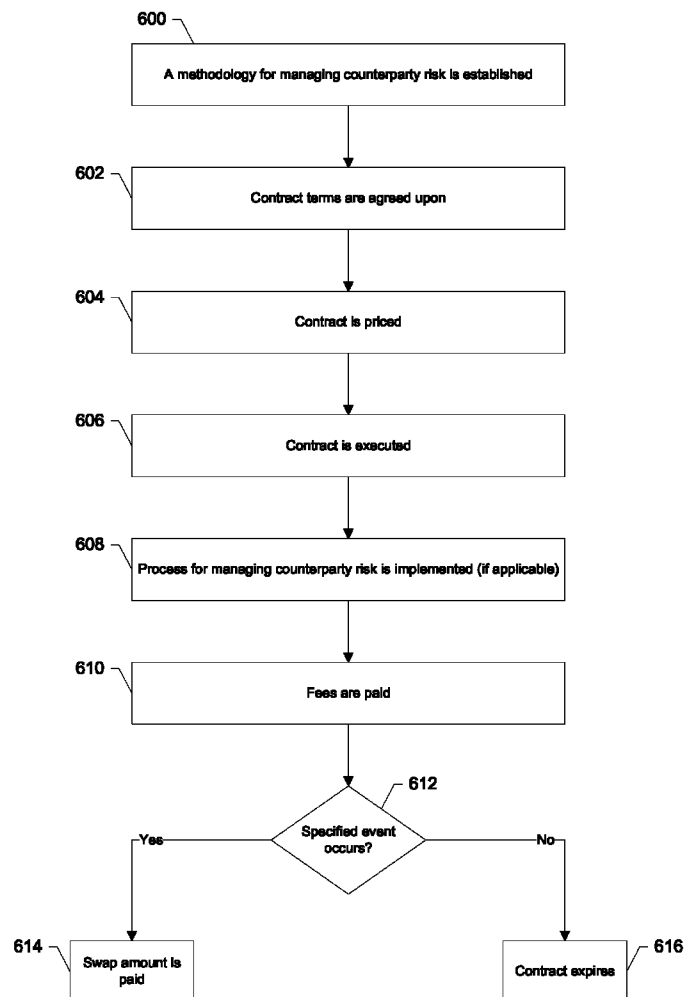 600
A methodology for managing counterparty risk is established
602
Contract terms are agreed upon
604
Contract is priced
606
Contract is executed
608
Process for managing counterparty risk is implemented (if applicable)
610
Fees are paid
612
Specified event
occurs?
Yes
No
614
Swap amount is
paid
Contract expires
616